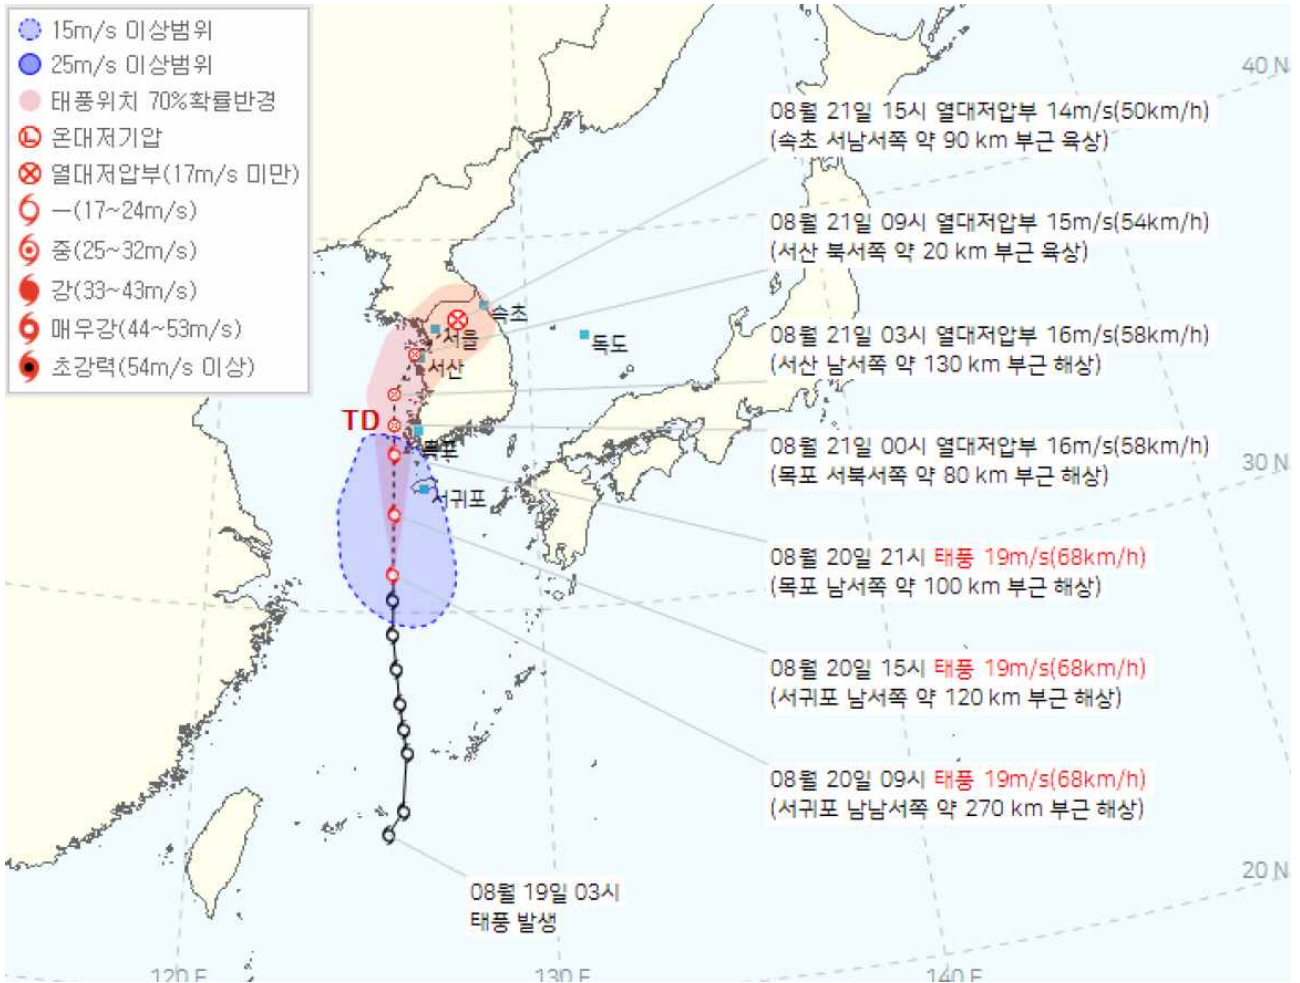 15m/s 이상범위
25m/s 이상범위
태풍위치 70%확률반경
온대저기압
열대저압부(17m/s 미만)
―(17~24m/s)
중(25~32m/s)
강(33~43m/s)
매우강(44~53m/s)
초강력(54m/s 이상)
40 N
08월 21일 15시 열대저압부 14m/s(50km/h)
(속초 서남서쪽 약 90 km 부근 육상)
08월 21일 09시 열대저압부 15m/s(54km/h)
(서산 북서쪽 약 20 km 부근 육상)
속초
서울
독도
서산
08월 21일 03시 열대저압부 16m/s(58km/h)
(서산 남서쪽 약 130 km 부근 해상)
TD
목포
08월 21일 00시 열대저압부 16m/s(58km/h)
(목포 서북서쪽 약 80 km 부근 해상)
30 N
서귀포
08월 20일 21시 태풍 19m/s(68km/h)
(목포 남서쪽 약 100 km 부근 해상)
08월 20일 15시 태풍 19m/s(68km/h)
(서귀포 남서쪽 약 120 km 부근 해상)
08월 20일 09시 태풍 19m/s(68km/h)
(서귀포 남남서쪽 약 270 km 부근 해상)
20 N
08월 19일 03시
태풍 발생
120 E
130 E
140 E